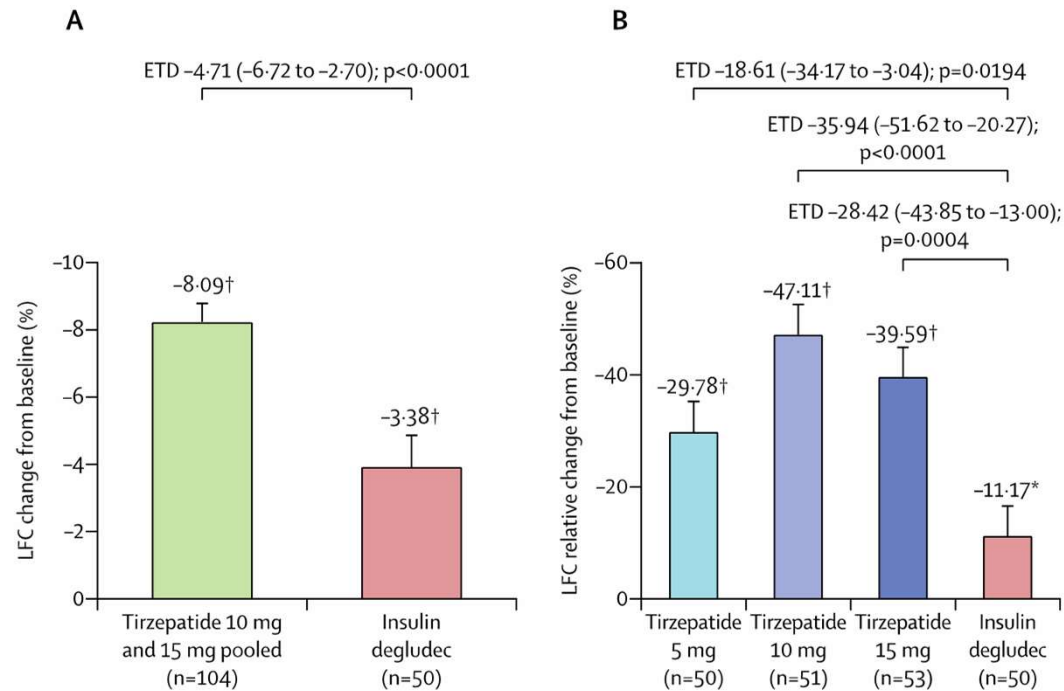 A
ETD –4·71 (–6·72 to –2·70); p<0·0001
LFC change from baseline (%)
–10
–8
–6
–4
–2
0
–8·09†
–3·38†
Tirzepatide 10 mg
and 15 mg pooled
(n=104)
Insulin
degludec
(n=50)
B
ETD –18·61 (–34·17 to –3·04); p=0·0194
ETD –35·94 (–51·62 to –20·27);
p<0·0001
ETD –28·42 (–43·85 to –13·00);
p=0·0004
LFC relative change from baseline (%)
–60
–40
–20
0
–29·78†
–47·11†
–39·59†
–11·17*
Tirzepatide
5 mg
(n=50)
Tirzepatide
10 mg
(n=51)
Tirzepatide
15 mg
(n=53)
Insulin
degludec
(n=50)